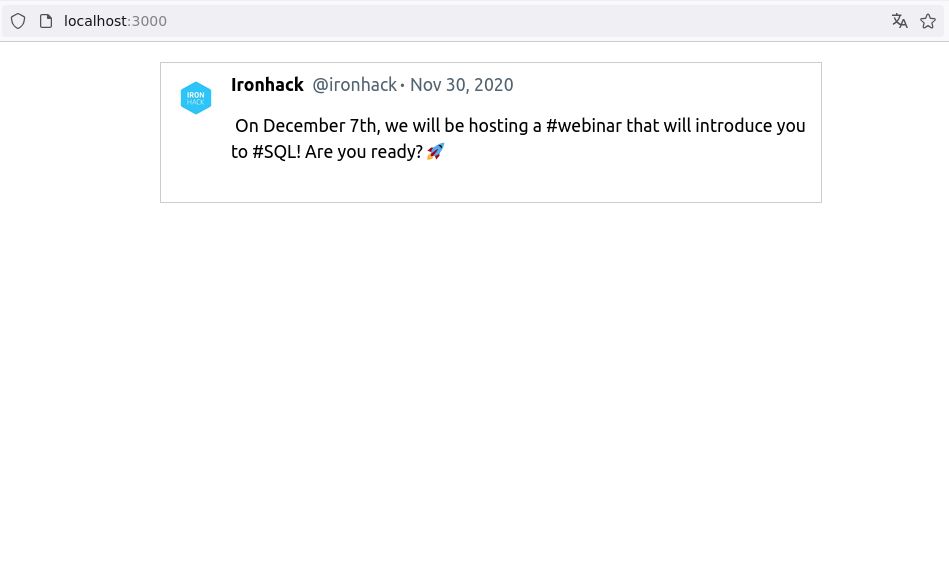 localhost:3000
Ironhack @ironhack • Nov 30, 2020
IRON
HACK
On December 7th, we will be hosting a #webinar that will introduce you
to #SQL! Are you ready? 🚀